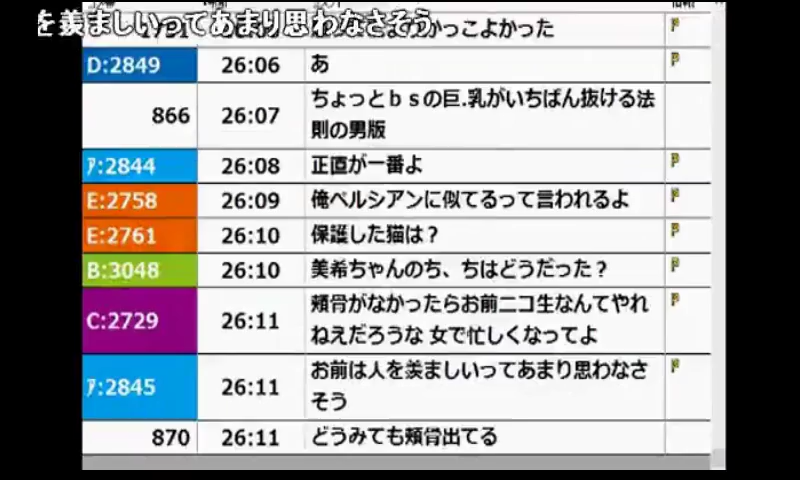 を羨ましいってあまり思わなさそう
かっこよかった
D:2849 26:06 あ
866 26:07 ちょっとｂｓの巨.乳がいちばん抜ける法
則の男版
ｱ:2844 26:08 正直が一番よ
E:2758 26:09 俺ペルシアンに似てるって言われるよ
E:2761 26:10 保護した猫は？
B:3048 26:10 美希ちゃんのち、ちはどうだった？
C:2729 26:11 頬骨がなかったらお前ニコ生なんてやれ
ねえだろうな 女で忙しくなってよ
ｱ:2845 26:11 お前は人を羨ましいってあまり思わなさ
そう
870 26:11 どうみても頬骨出てる